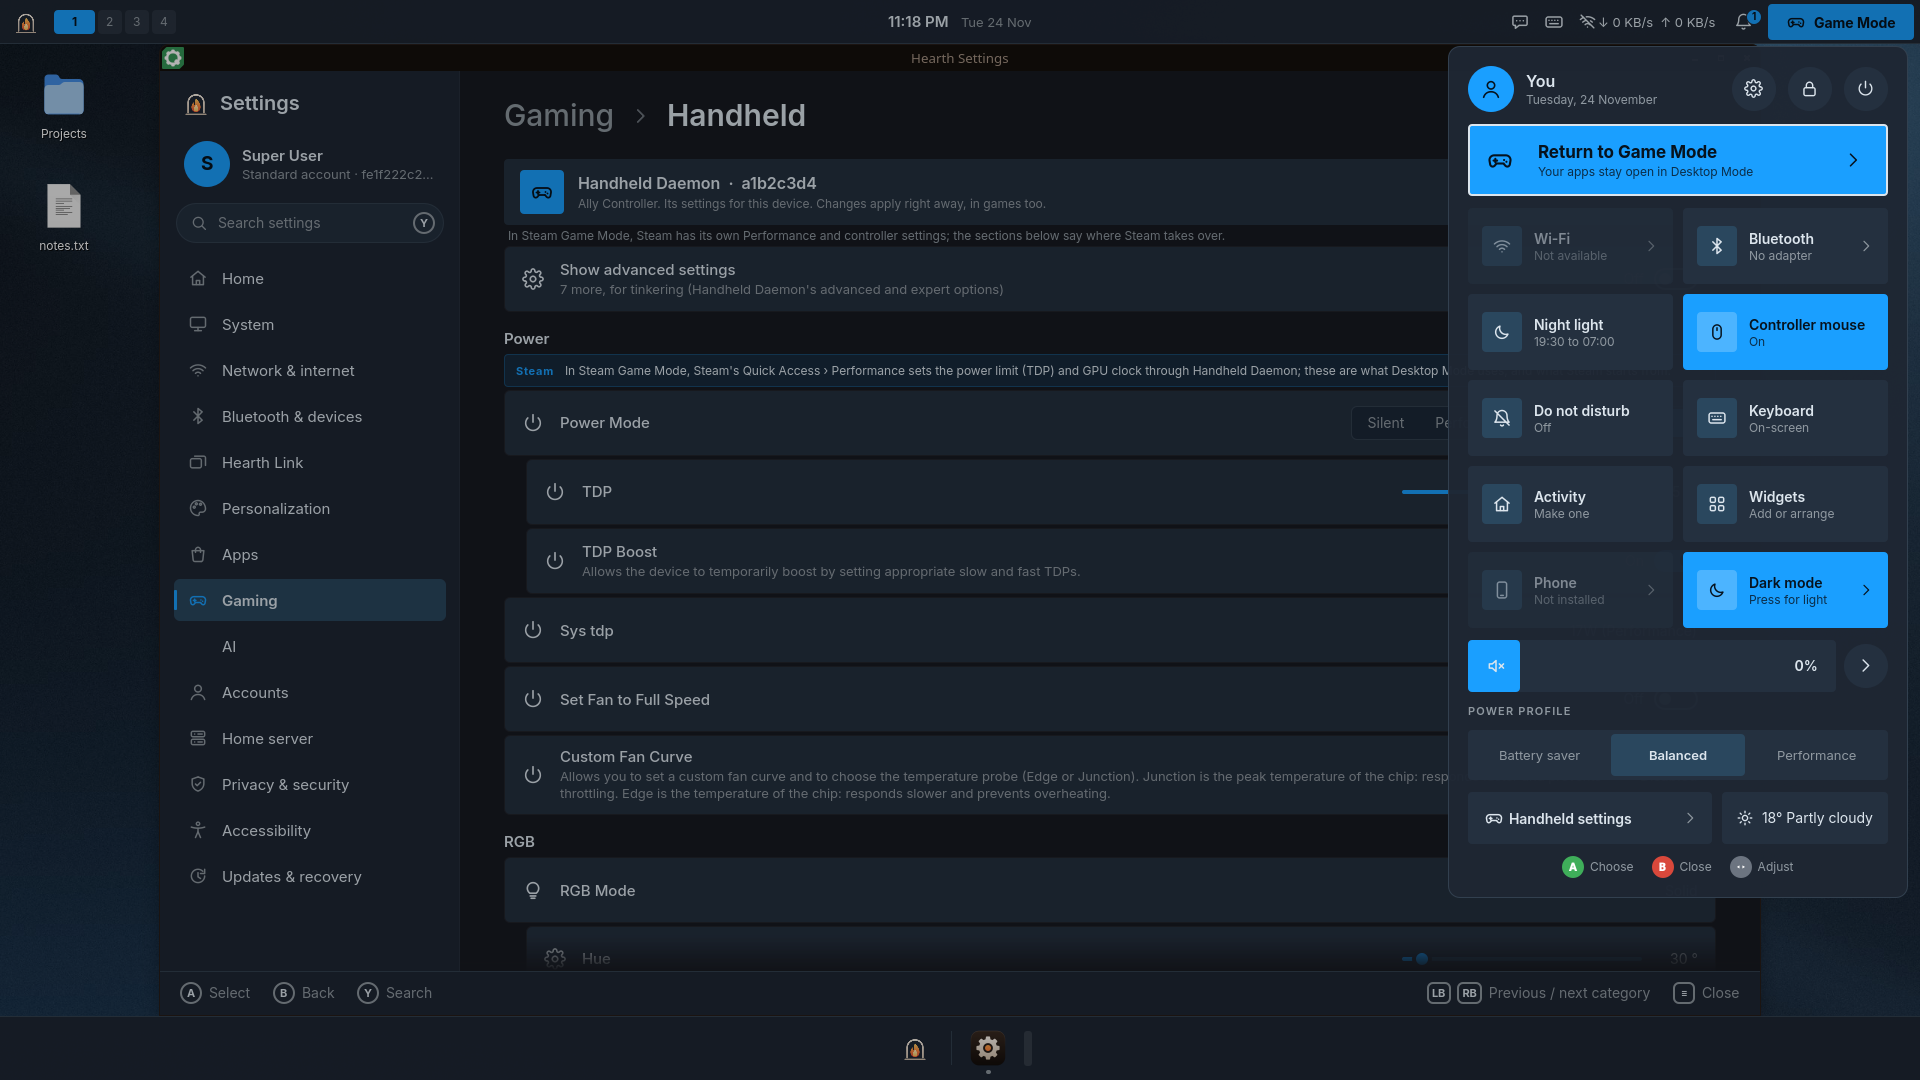 1 2 3 4
11:18 PM Tue 24 Nov
0 KB/s 0 KB/s
1
Game Mode
Projects
notes.txt
Hearth Settings
Settings
S
Super User
Standard account · fe1f222c2...
Search settings
Y
Home
System
Network & internet
Bluetooth & devices
Hearth Link
Personalization
Apps
Gaming
AI
Accounts
Home server
Privacy & security
Accessibility
Updates & recovery
Gaming > Handheld
Handheld Daemon · a1b2c3d4
Ally Controller. Its settings for this device. Changes apply right away, in games too.
In Steam Game Mode, Steam has its own Performance and controller settings; the sections below say where Steam takes over.
Show advanced settings
7 more, for tinkering (Handheld Daemon's advanced and expert options)
Power
Steam In Steam Game Mode, Steam's Quick Access › Performance sets the power limit (TDP) and GPU clock through Handheld Daemon; these are what Desktop M
Power Mode
Silent Pe
TDP
TDP Boost
Allows the device to temporarily boost by setting appropriate slow and fast TDPs.
Sys tdp
Set Fan to Full Speed
Custom Fan Curve
Allows you to set a custom fan curve and to choose the temperature probe (Edge or Junction). Junction is the peak temperature of the chip: resp
throttling. Edge is the temperature of the chip: responds slower and prevents overheating.
RGB
RGB Mode
Hue
30 °
A Select B Back Y Search
LB RB Previous / next category Close
You
Tuesday, 24 November
Return to Game Mode
Your apps stay open in Desktop Mode
Wi-Fi
Not available
Bluetooth
No adapter
Night light
19:30 to 07:00
Controller mouse
On
Do not disturb
Off
Keyboard
On-screen
Activity
Make one
Widgets
Add or arrange
Phone
Not installed
Dark mode
Press for light
0%
POWER PROFILE
Battery saver Balanced Performance
Handheld settings
18° Partly cloudy
A Choose B Close Adjust